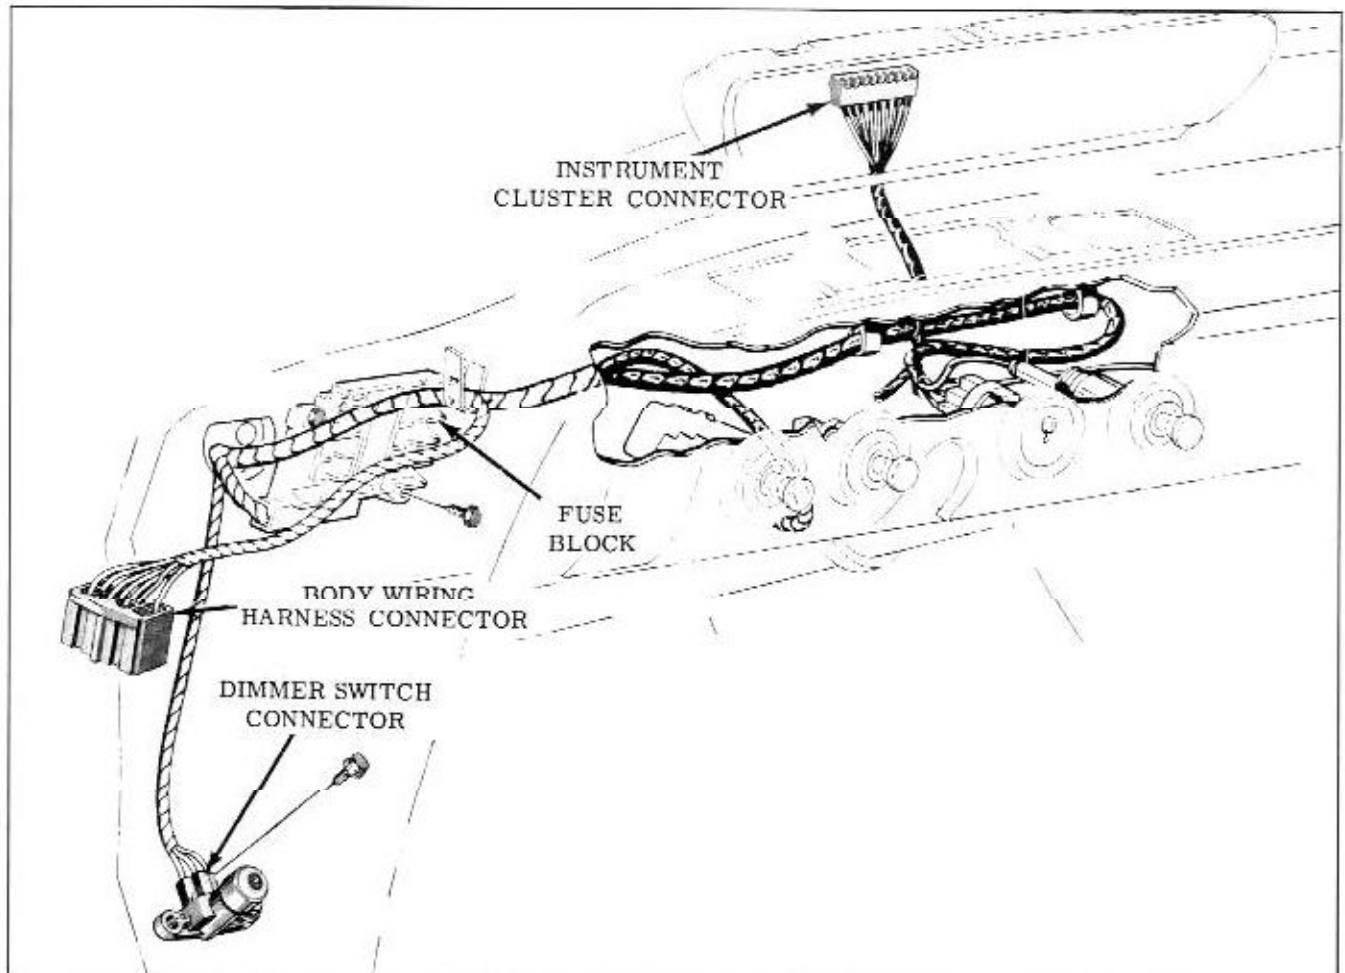 INSTRUMENT
CLUSTER CONNECTOR
FUSE
BLOCK
BODY WIRING
HARNESS CONNECTOR
DIMMER SWITCH
CONNECTOR